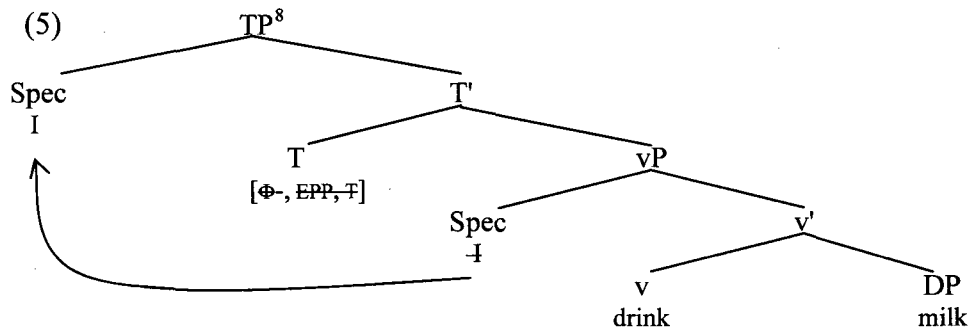 (5) TP⁸
Spec T'
I
T vP
[Φ-, EPP, T]
Spec v'
I
v DP
drink milk